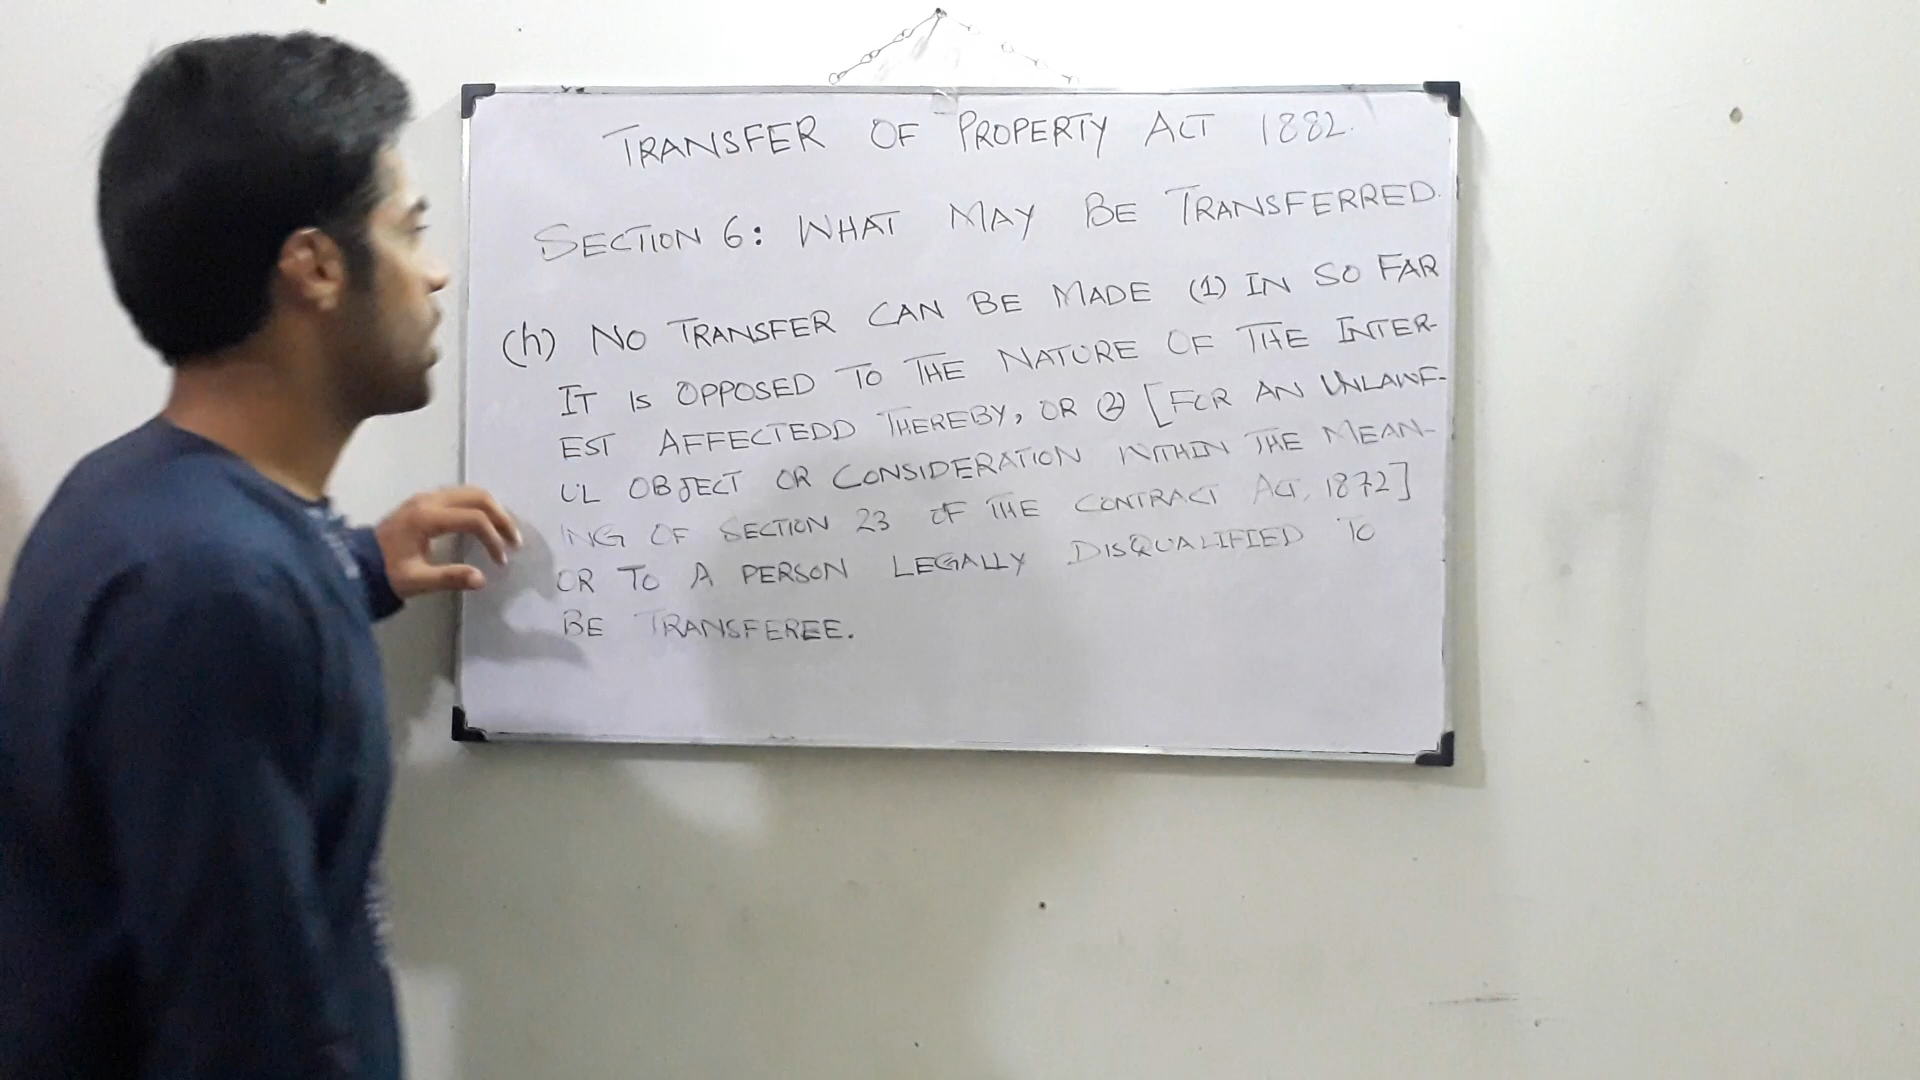 TRANSFER OF PROPERTY ACT 1882.
SECTION 6: WHAT MAY BE TRANSFERRED.
(h) NO TRANSFER CAN BE MADE (1) IN SO FAR
IT IS OPPOSED TO THE NATURE OF THE INTER-
EST AFFECTEDD THEREBY, OR (2) [FOR AN UNLAWF-
UL OBJECT OR CONSIDERATION WITHIN THE MEAN-
ING OF SECTION 23 OF THE CONTRACT ACT, 1872]
OR TO A PERSON LEGALLY DISQUALIFIED TO
BE TRANSFEREE.